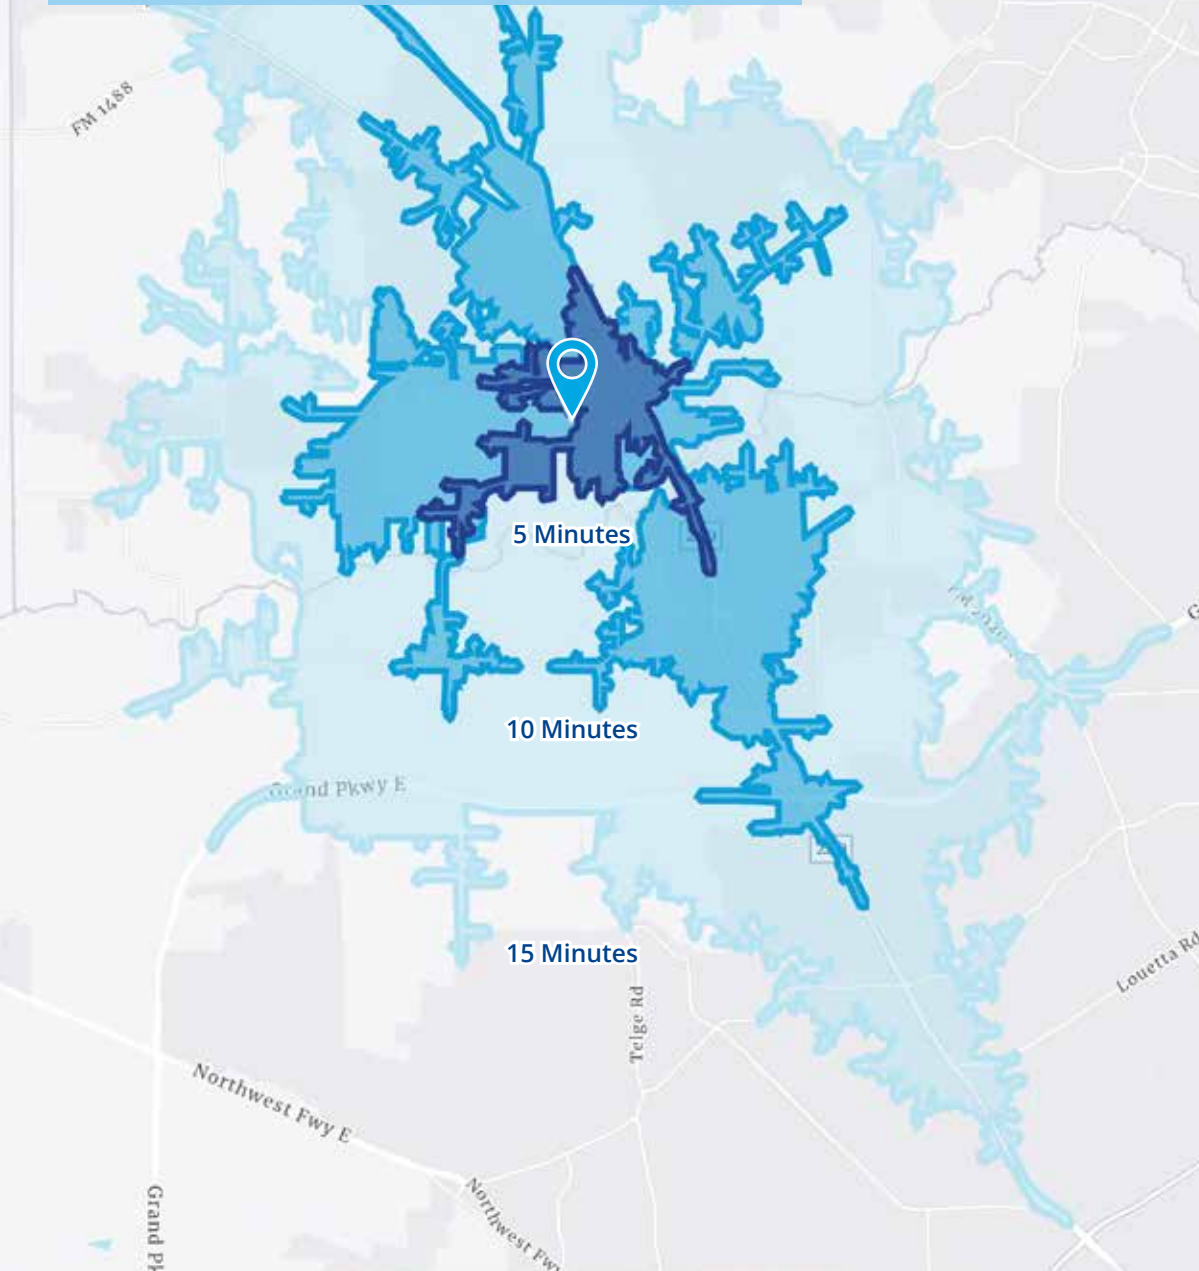 FM 1488
5 Minutes
10 Minutes
Grand Pkwy E
15 Minutes
Louetta Rd
Telge Rd
Northwest Fwy E
Northwest Fwy
Grand